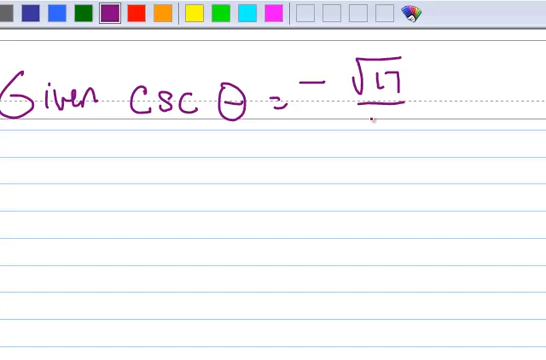 Given csc θ = - √17